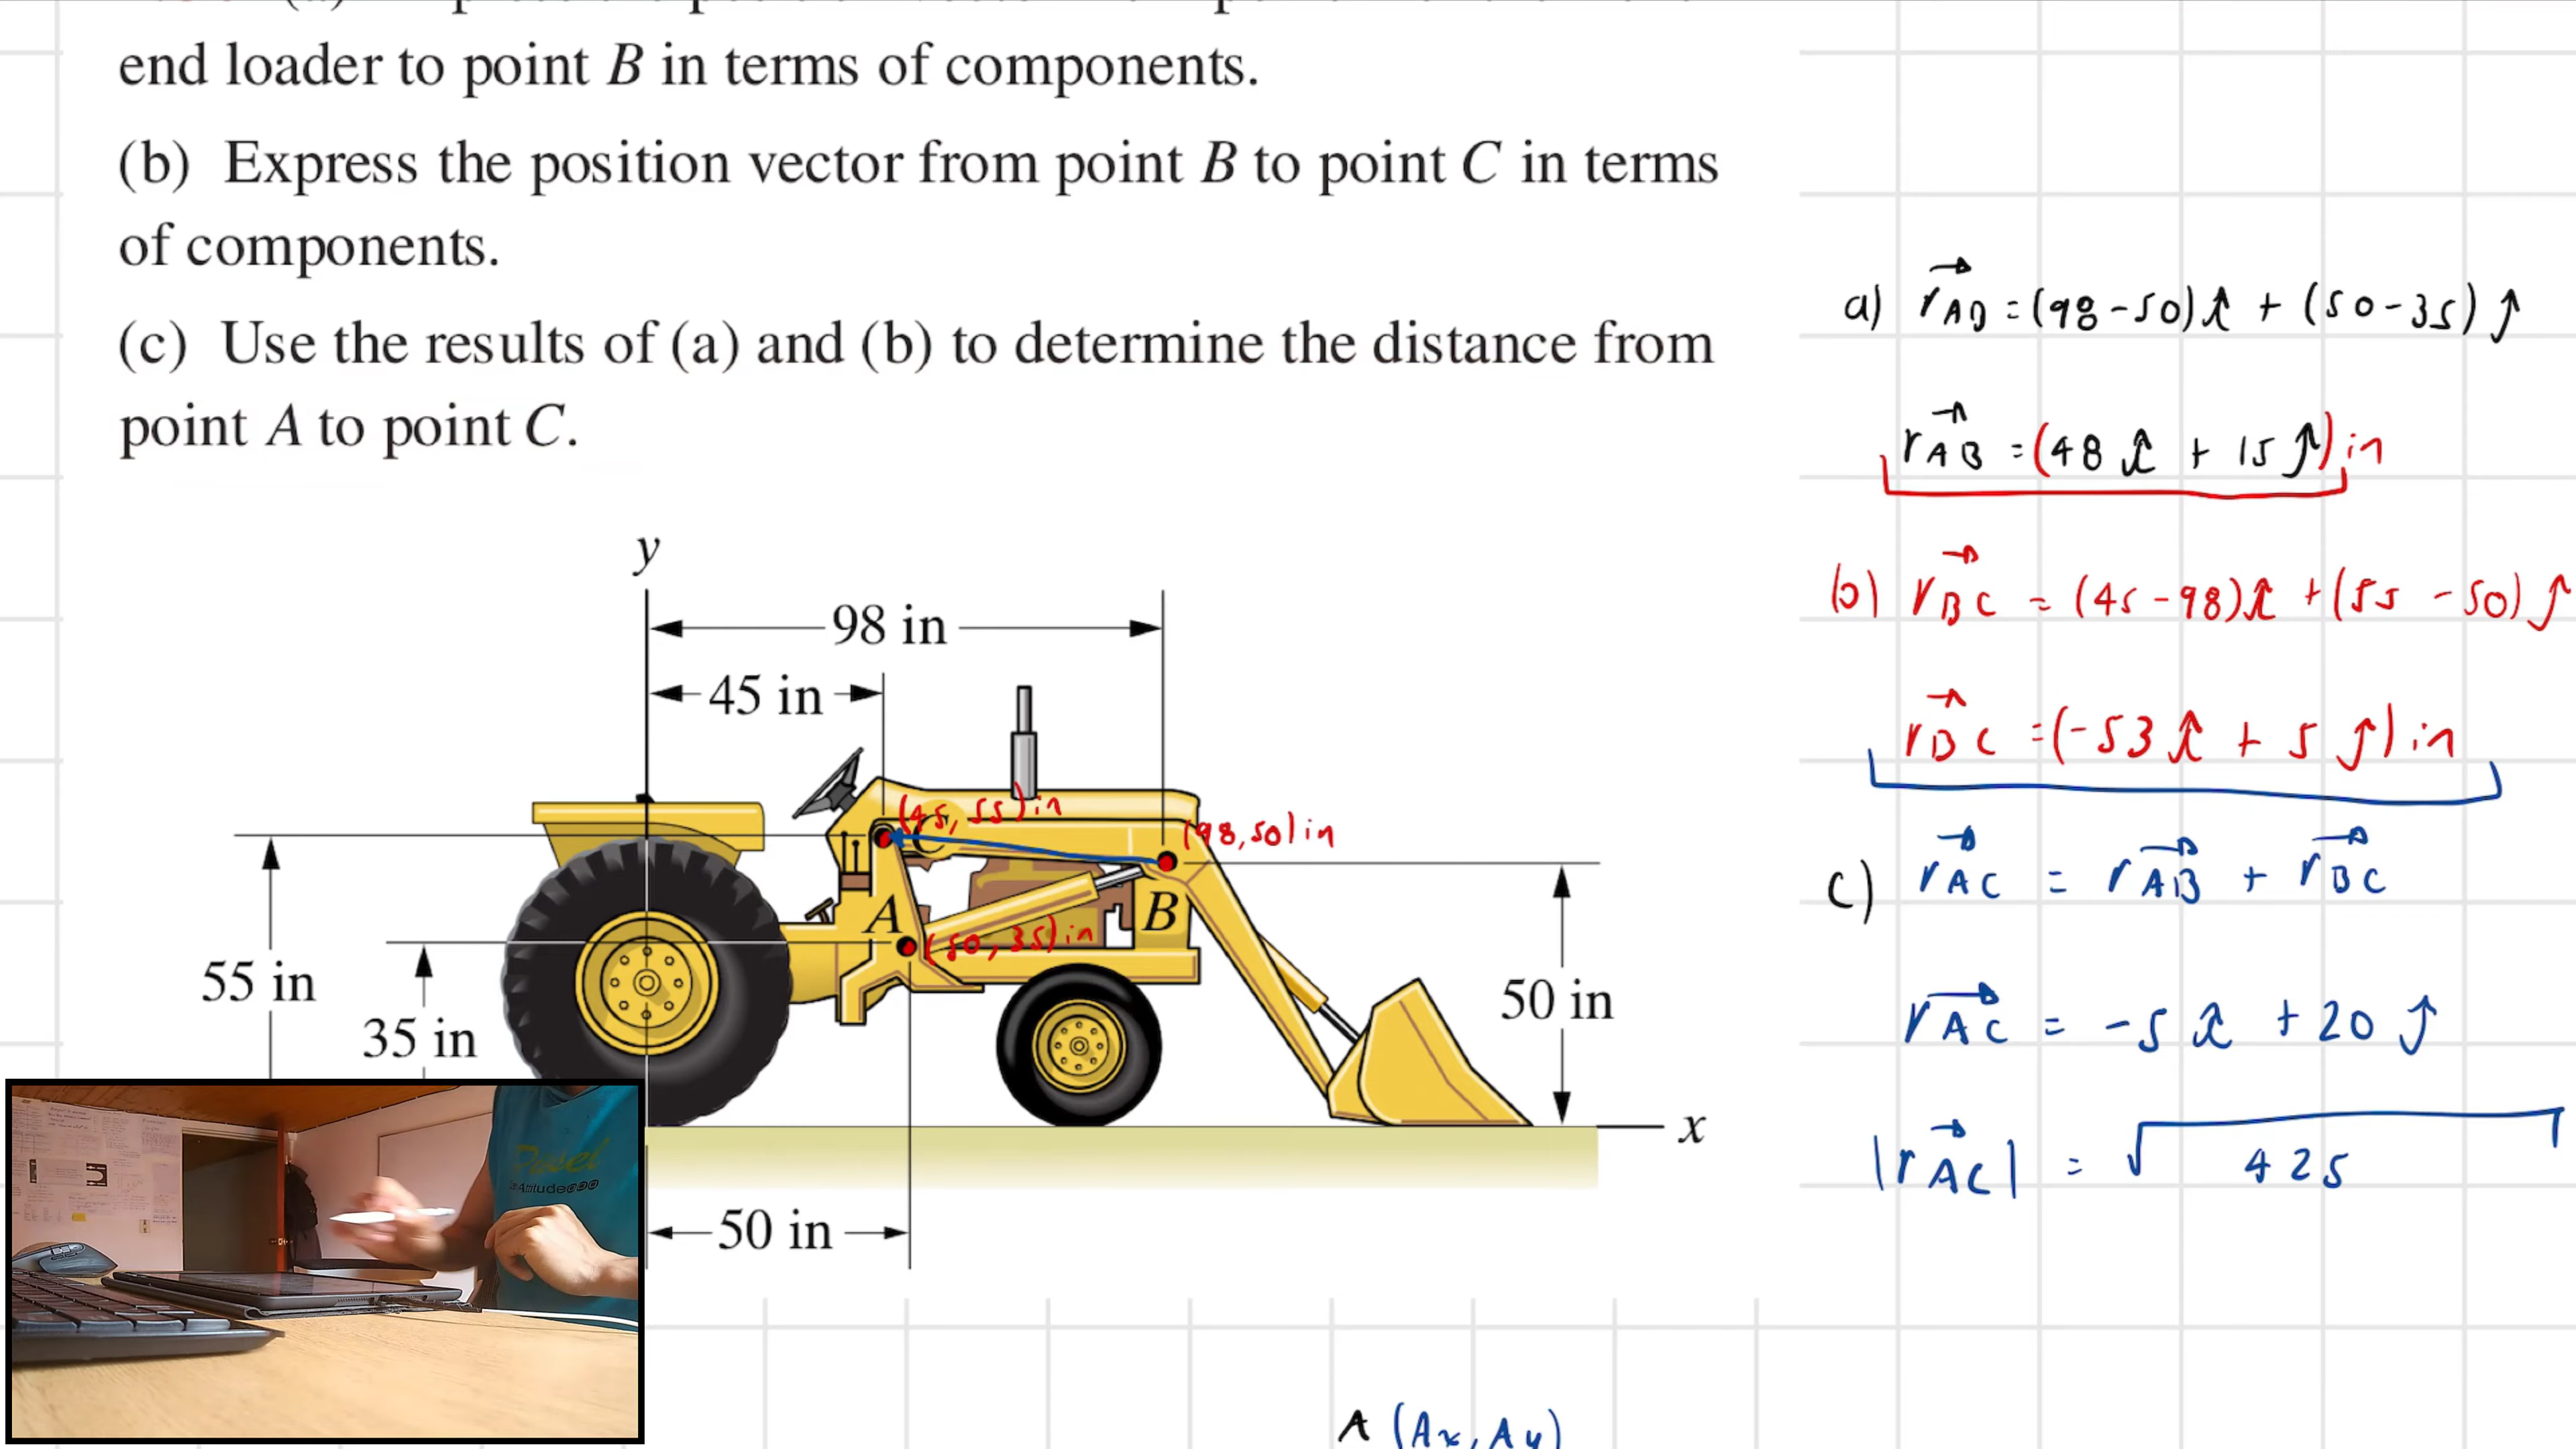 end loader to point B in terms of components.
(b) Express the position vector from point B to point C in terms
of components.
(c) Use the results of (a) and (b) to determine the distance from
point A to point C.
y
98 in
45 in
(45, 55) in
C
(98, 50) in
A
B
(50, 35) in
55 in
35 in
50 in
x
50 in
a) r⃗AB = (98-50) î + (50-35) ĵ
r⃗AB = (48 î + 15 ĵ) in
(b) r⃗BC = (45-98) î + (55 - 50) ĵ
r⃗BC = (-53 î + 5 ĵ) in
c) r⃗AC = r⃗AB + r⃗BC
r⃗AC = -5 î + 20 ĵ
|r⃗AC| = √425
A (Ax, Ay)